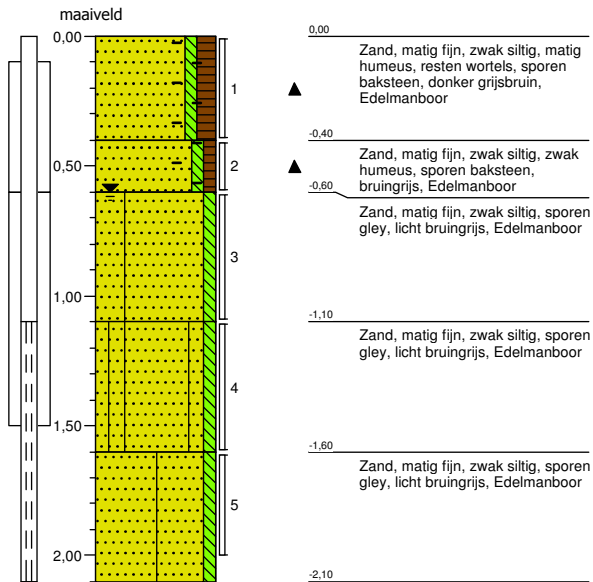 maaiveld
0,00
0,50
1,00
1,50
2,00
1
2
3
4
5
0,00
Zand, matig fijn, zwak siltig, matig
humeus, resten wortels, sporen
baksteen, donker grijsbruin,
Edelmanboor
-0,40
Zand, matig fijn, zwak siltig, zwak
humeus, sporen baksteen,
bruingrijs, Edelmanboor
-0,60
Zand, matig fijn, zwak siltig, sporen
gley, licht bruingrijs, Edelmanboor
-1,10
Zand, matig fijn, zwak siltig, sporen
gley, licht bruingrijs, Edelmanboor
-1,60
Zand, matig fijn, zwak siltig, sporen
gley, licht bruingrijs, Edelmanboor
-2,10